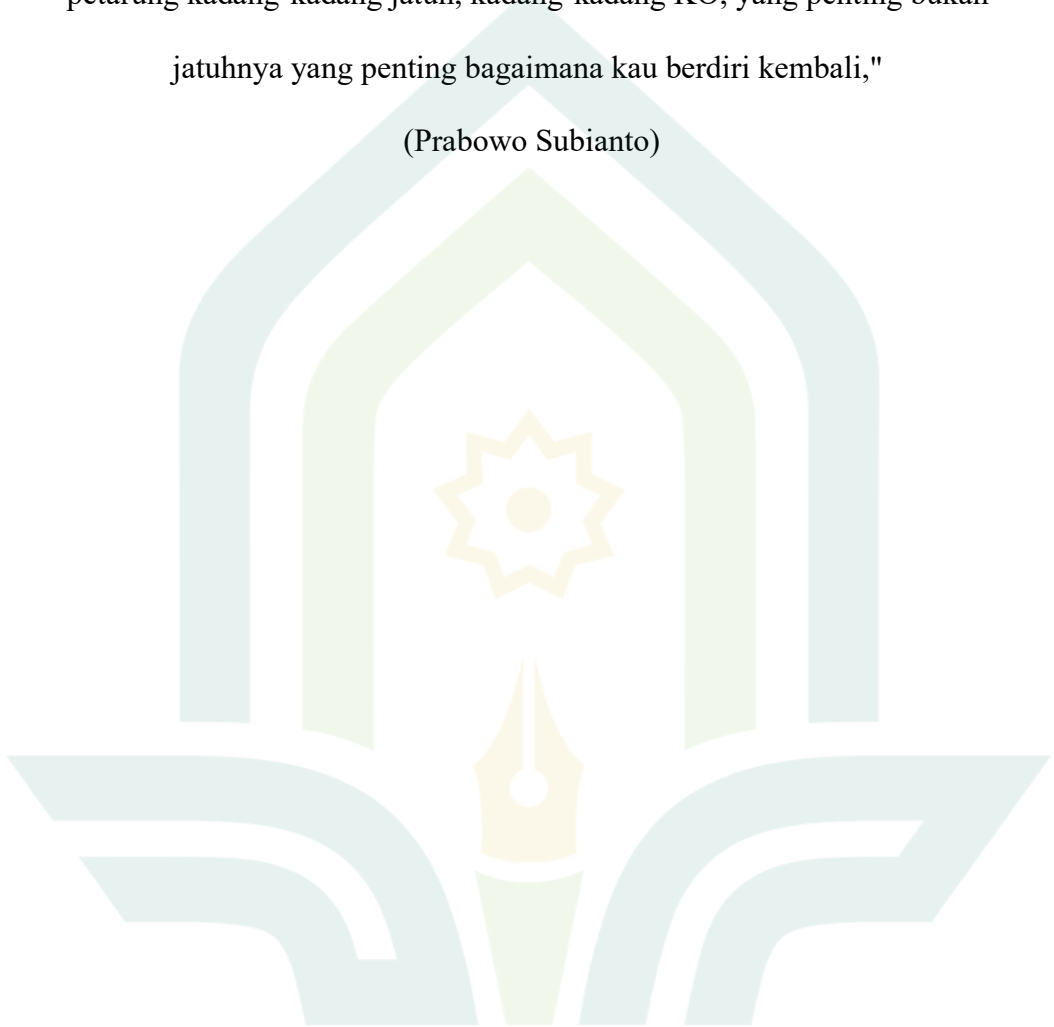 petarung kadang-kadang jatuh, kadang-kadang KO, yang penting bukan
jatuhnya yang penting bagaimana kau berdiri kembali,"
(Prabowo Subianto)